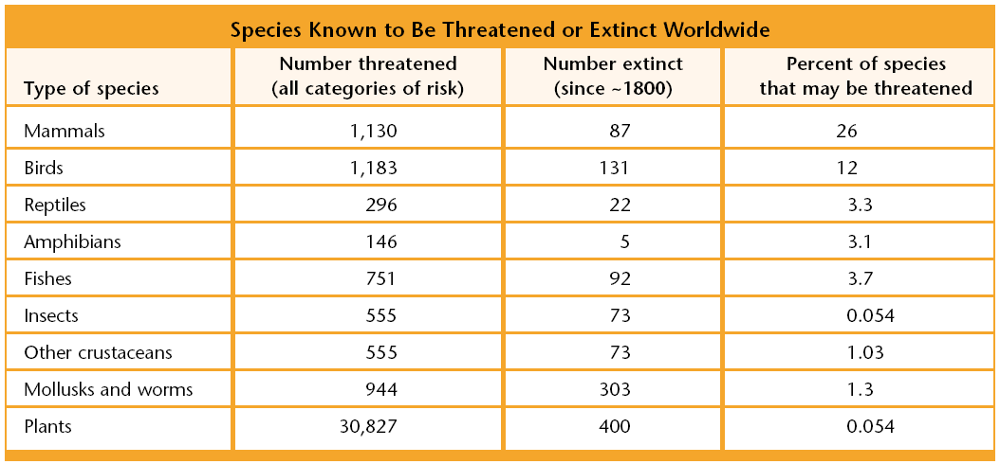 Species Known to Be Threatened or Extinct Worldwide
Type of species Number threatened (all categories of risk) Number extinct (since ~1800) Percent of species that may be threatened
Mammals 1,130 87 26
Birds 1,183 131 12
Reptiles 296 22 3.3
Amphibians 146 5 3.1
Fishes 751 92 3.7
Insects 555 73 0.054
Other crustaceans 555 73 1.03
Mollusks and worms 944 303 1.3
Plants 30,827 400 0.054